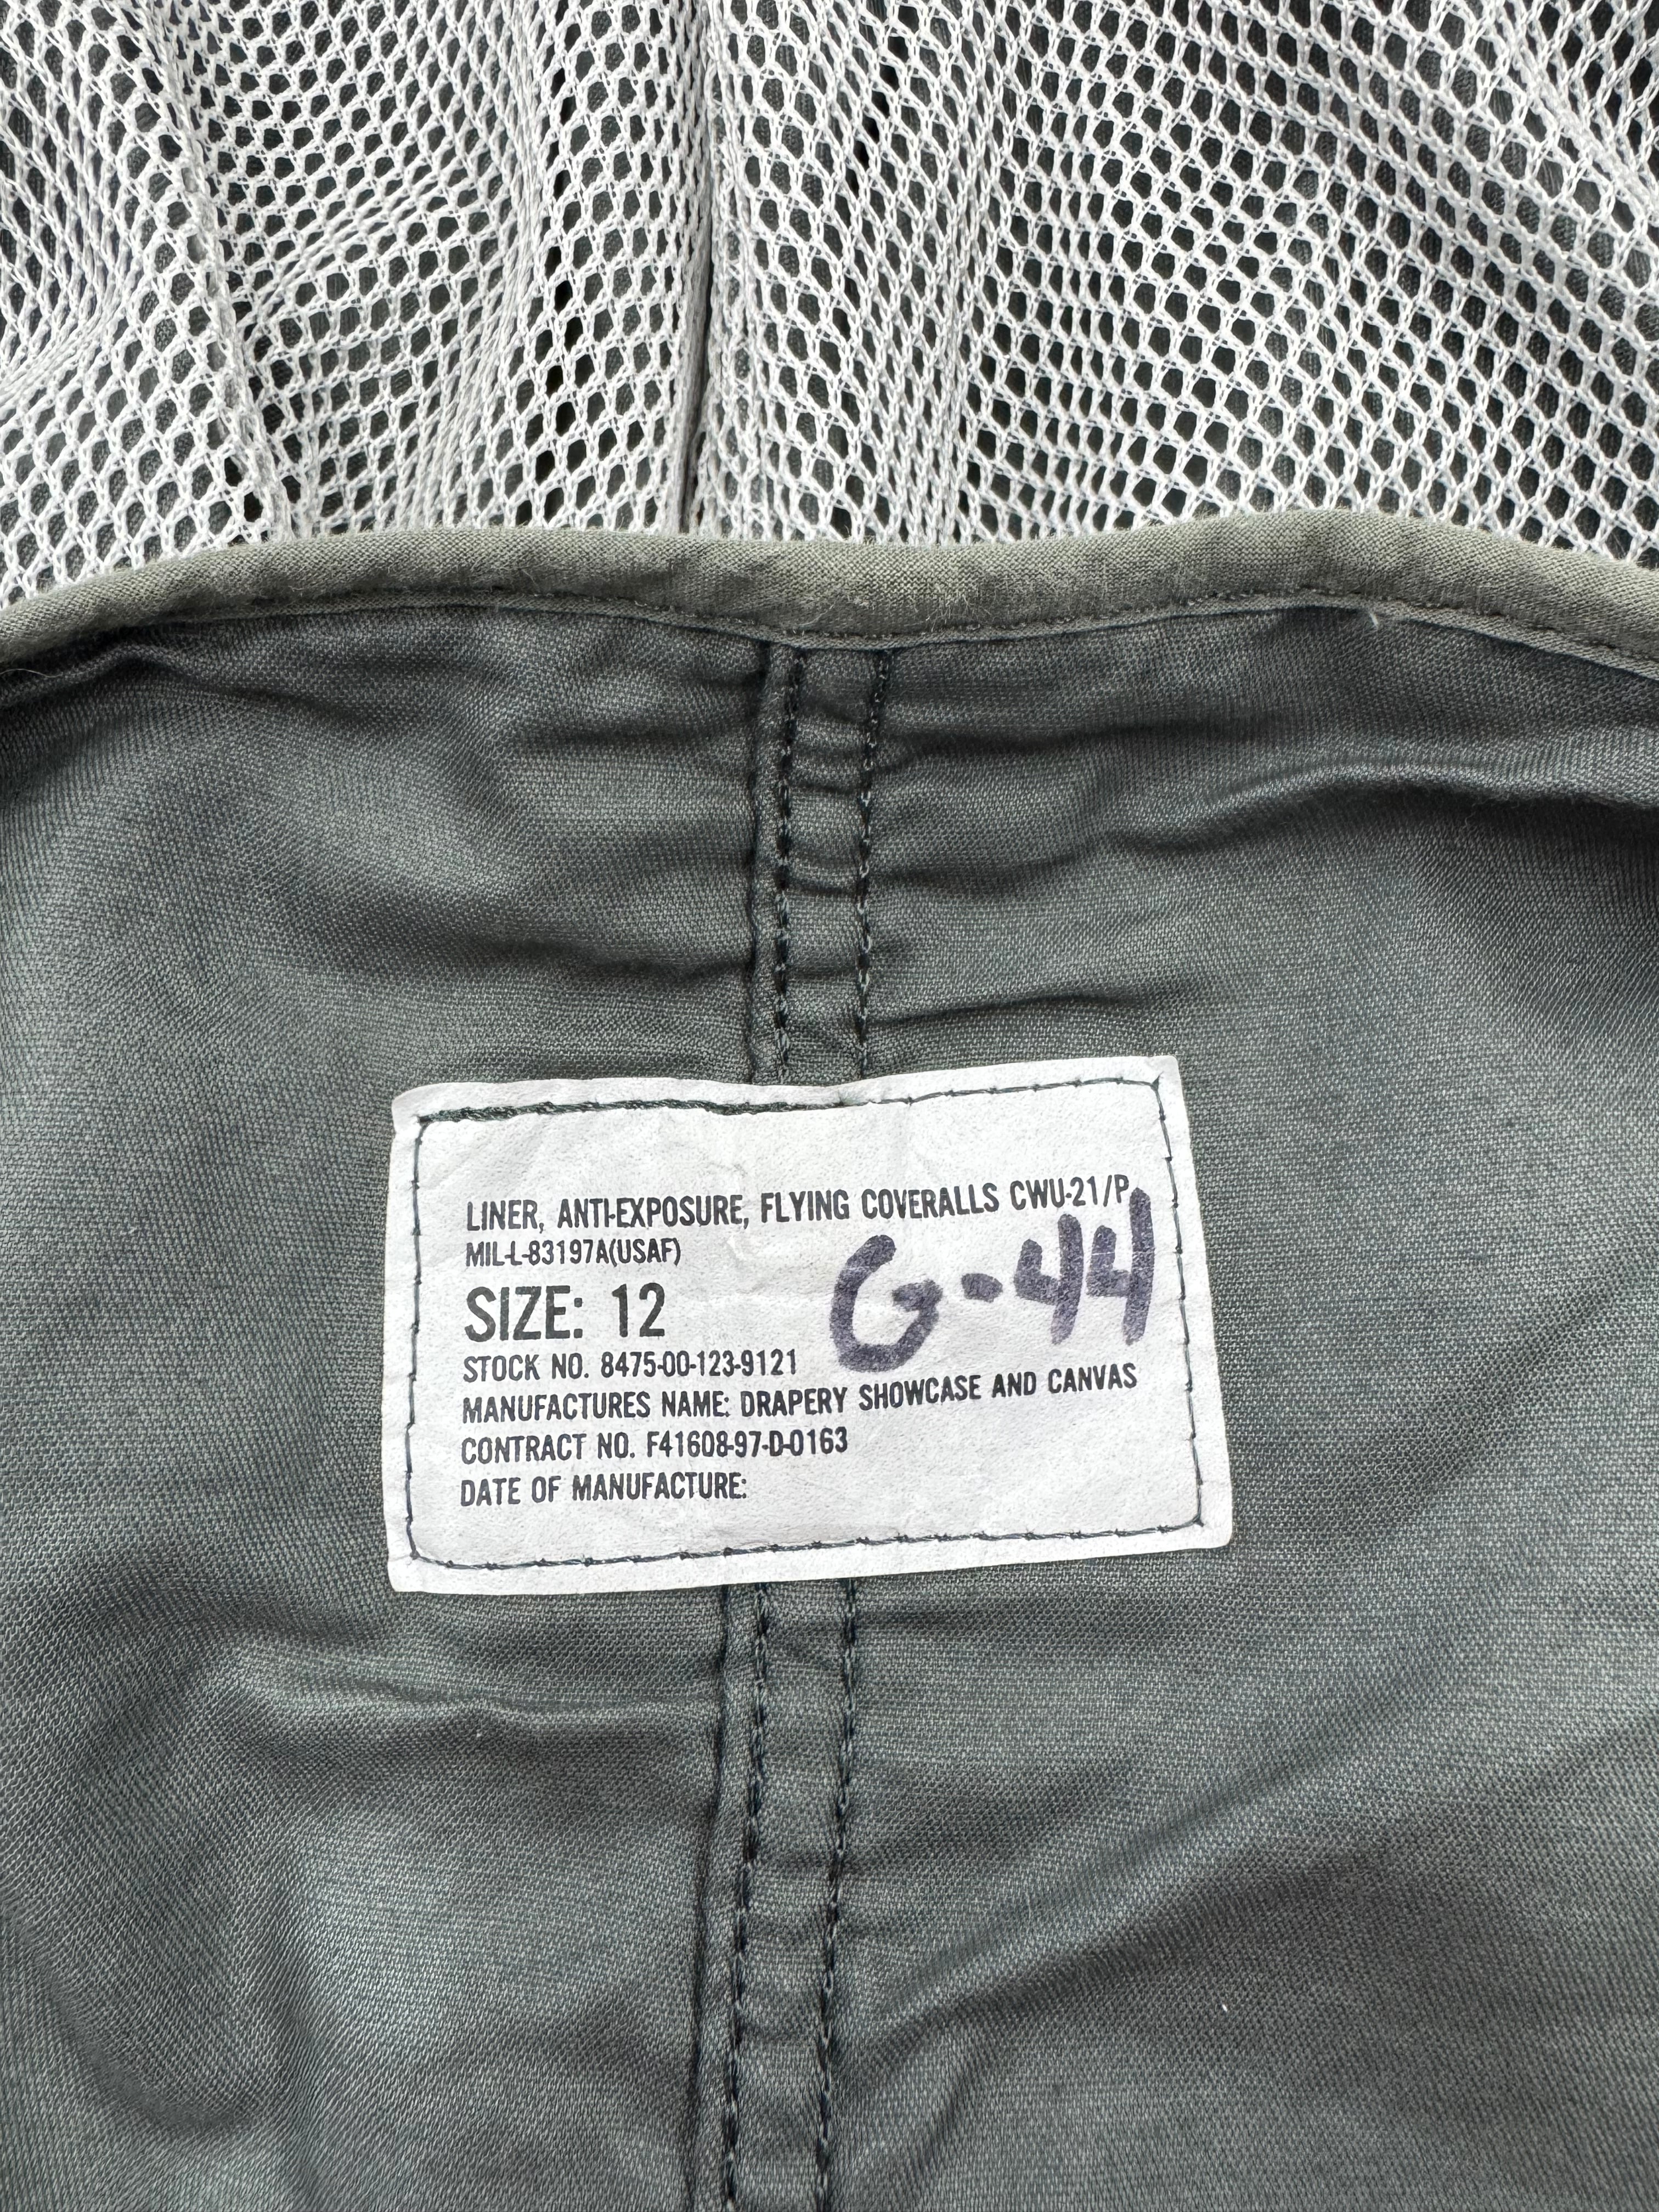 LINER, ANTI-EXPOSURE, FLYING COVERALLS CWU-21/P
MIL-L-83197A(USAF)
G-44
SIZE: 12
STOCK NO. 8475-00-123-9121
MANUFACTURES NAME: DRAPERY SHOWCASE AND CANVAS
CONTRACT NO. F41608-97-D-0163
DATE OF MANUFACTURE: